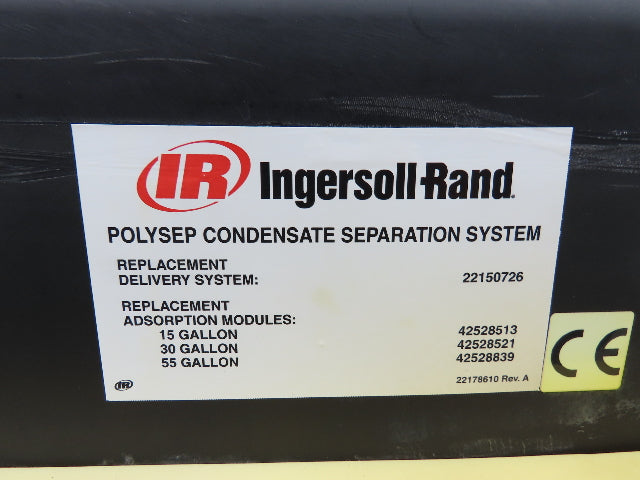 IR Ingersoll-Rand
POLYSEP CONDENSATE SEPARATION SYSTEM
REPLACEMENT
DELIVERY SYSTEM: 22150726
REPLACEMENT
ADSORPTION MODULES:
15 GALLON 42528513
30 GALLON 42528521
55 GALLON 42528839
IR 22178610 Rev. A
CE